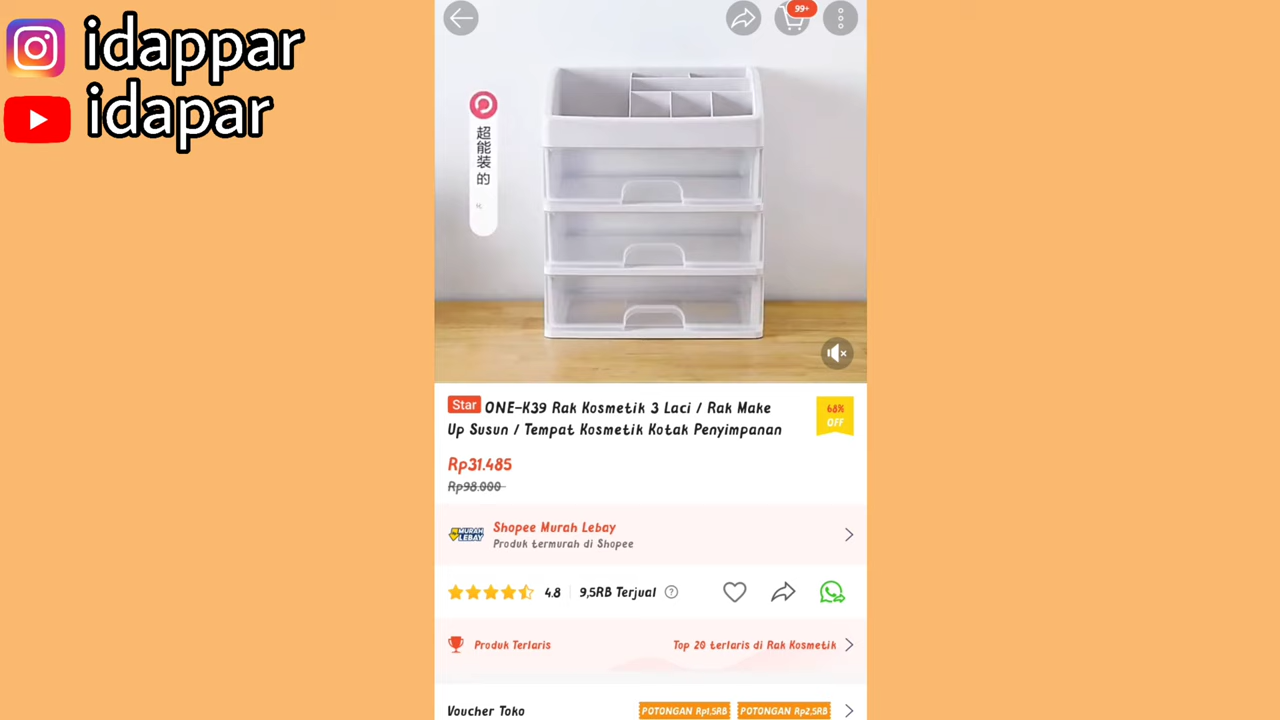 idappar
idapar
99+
超能装的
Star ONE-K39 Rak Kosmetik 3 Laci / Rak Make
Up Susun / Tempat Kosmetik Kotak Penyimpanan
68%
OFF
Rp31.485
Rp98.000
MURAH
LEBAY
Shopee Murah Lebay
Produk termurah di Shopee
4.8
9,5RB Terjual
?
Produk Terlaris
Top 20 terlaris di Rak Kosmetik
Voucher Toko
POTONGAN Rp1,5RB
POTONGAN Rp2,5RB